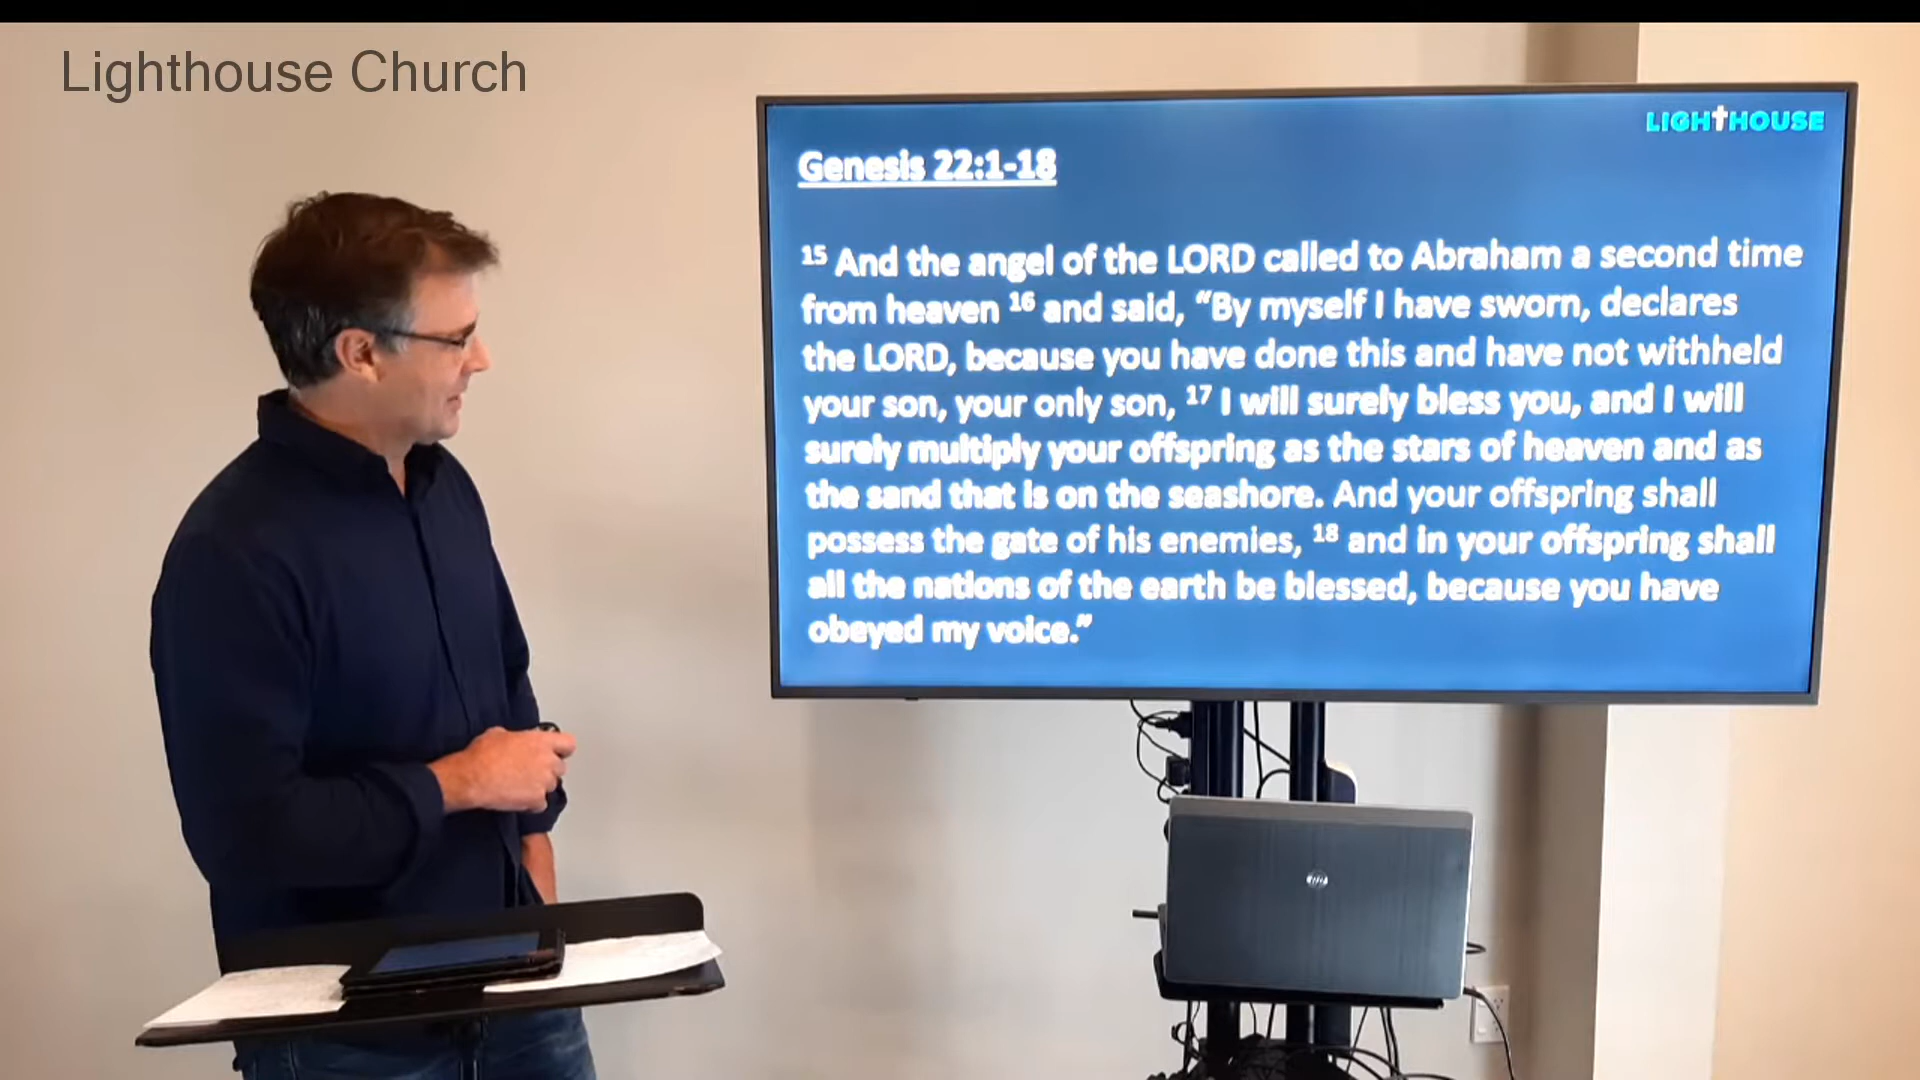 Lighthouse Church
LIGHTHOUSE
Genesis 22:1-18
15 And the angel of the LORD called to Abraham a second time
from heaven 16 and said, “By myself I have sworn, declares
the LORD, because you have done this and have not withheld
your son, your only son, 17 I will surely bless you, and I will
surely multiply your offspring as the stars of heaven and as
the sand that is on the seashore. And your offspring shall
possess the gate of his enemies, 18 and in your offspring shall
all the nations of the earth be blessed, because you have
obeyed my voice.”
hp